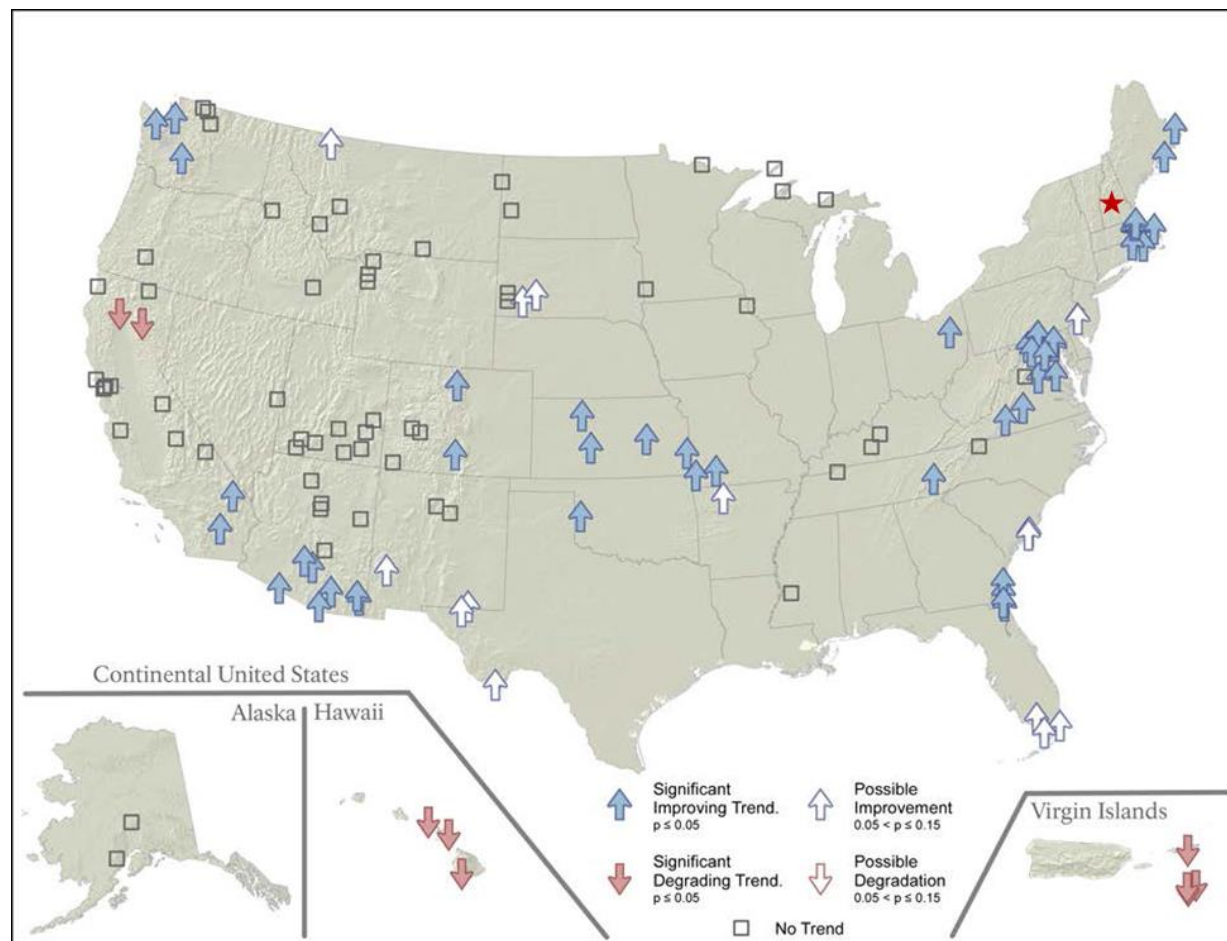 Continental United States
Alaska
Hawaii
Virgin Islands
Significant
Improving Trend.
p ≤ 0.05
Possible
Improvement
0.05 < p ≤ 0.15
Significant
Degrading Trend.
p ≤ 0.05
Possible
Degradation
0.05 < p ≤ 0.15
No Trend